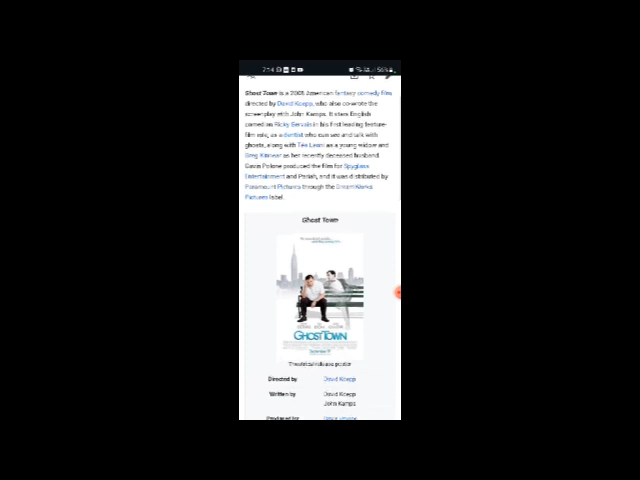 7:14
56%
Ghost Town is a 2008 American fantasy comedy film
directed by David Koepp, who also co-wrote the
screenplay with John Kamps. It stars English
comedian Ricky Gervais in his first leading feature-
film role, as a dentist who can see and talk with
ghosts, along with Téa Leoni as a young widow and
Greg Kinnear as her recently deceased husband.
Gavin Polone produced the film for Spyglass
Entertainment and Pariah, and it was distributed by
Paramount Pictures through the DreamWorks
Pictures label.
Ghost Town
GHOST TOWN
Theatrical release poster
Directed by David Koepp
Written by David Koepp
John Kamps
Produced by